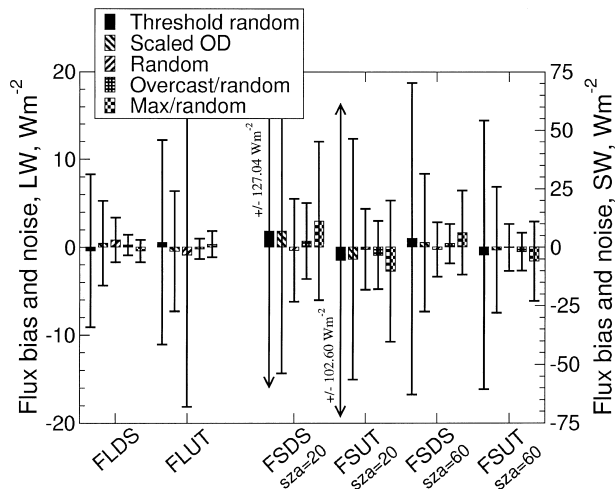 Threshold random
Scaled OD
Random
Overcast/random
Max/random
Flux bias and noise, LW, Wm⁻²
20
10
0
-10
-20
+/- 127.04 Wm⁻²
+/- 102.60 Wm⁻²
75
50
25
0
-25
-50
-75
Flux bias and noise, SW, Wm⁻²
FLDS
FLUT
FSDS
sza=20
FSUT
sza=20
FSDS
sza=60
FSUT
sza=60